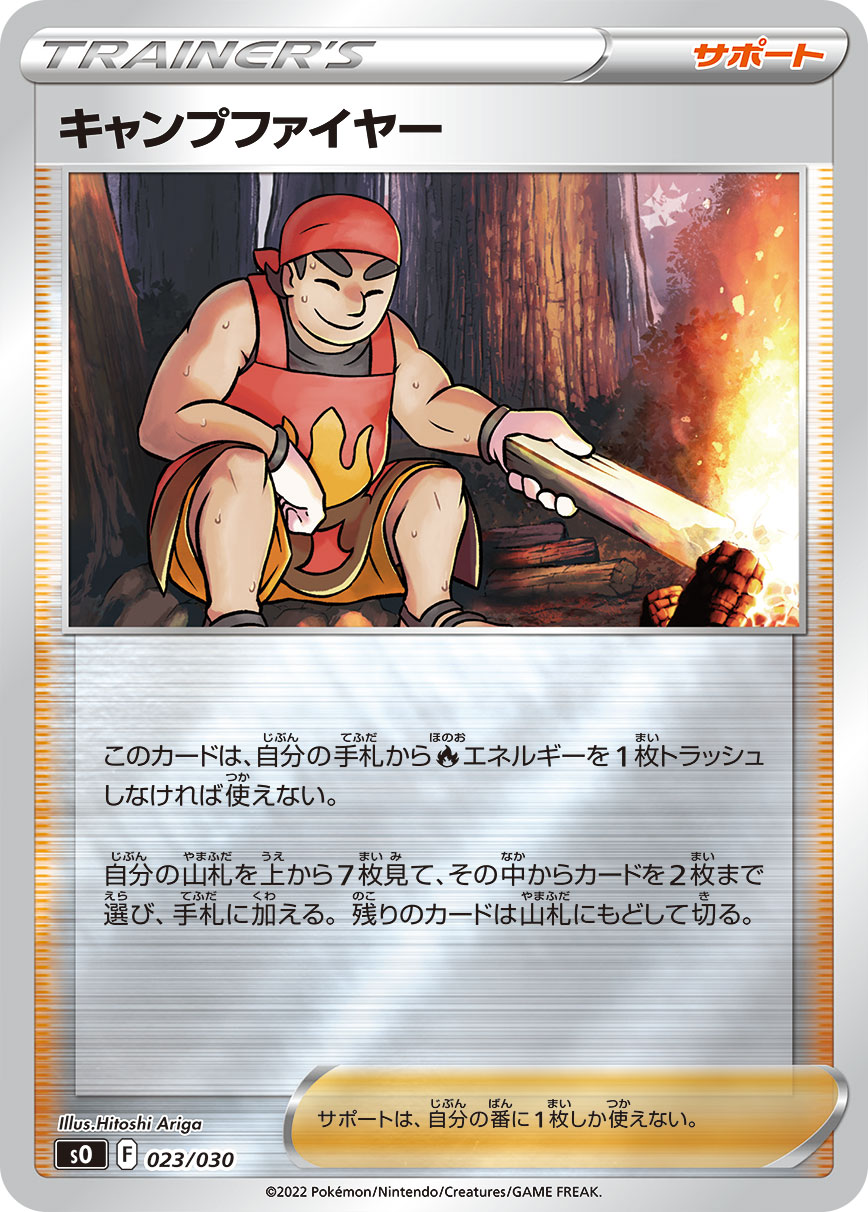 TRAINER'S サポート
キャンプファイヤー
このカードは、自分の手札から🔥エネルギーを1枚トラッシュ
しなければ使えない。
自分の山札を上から7枚見て、その中からカードを2枚まで
選び、手札に加える。残りのカードは山札にもどして切る。
サポートは、自分の番に1枚しか使えない。
Illus.Hitoshi Ariga
sO F 023/030
©2022 Pokémon/Nintendo/Creatures/GAME FREAK.